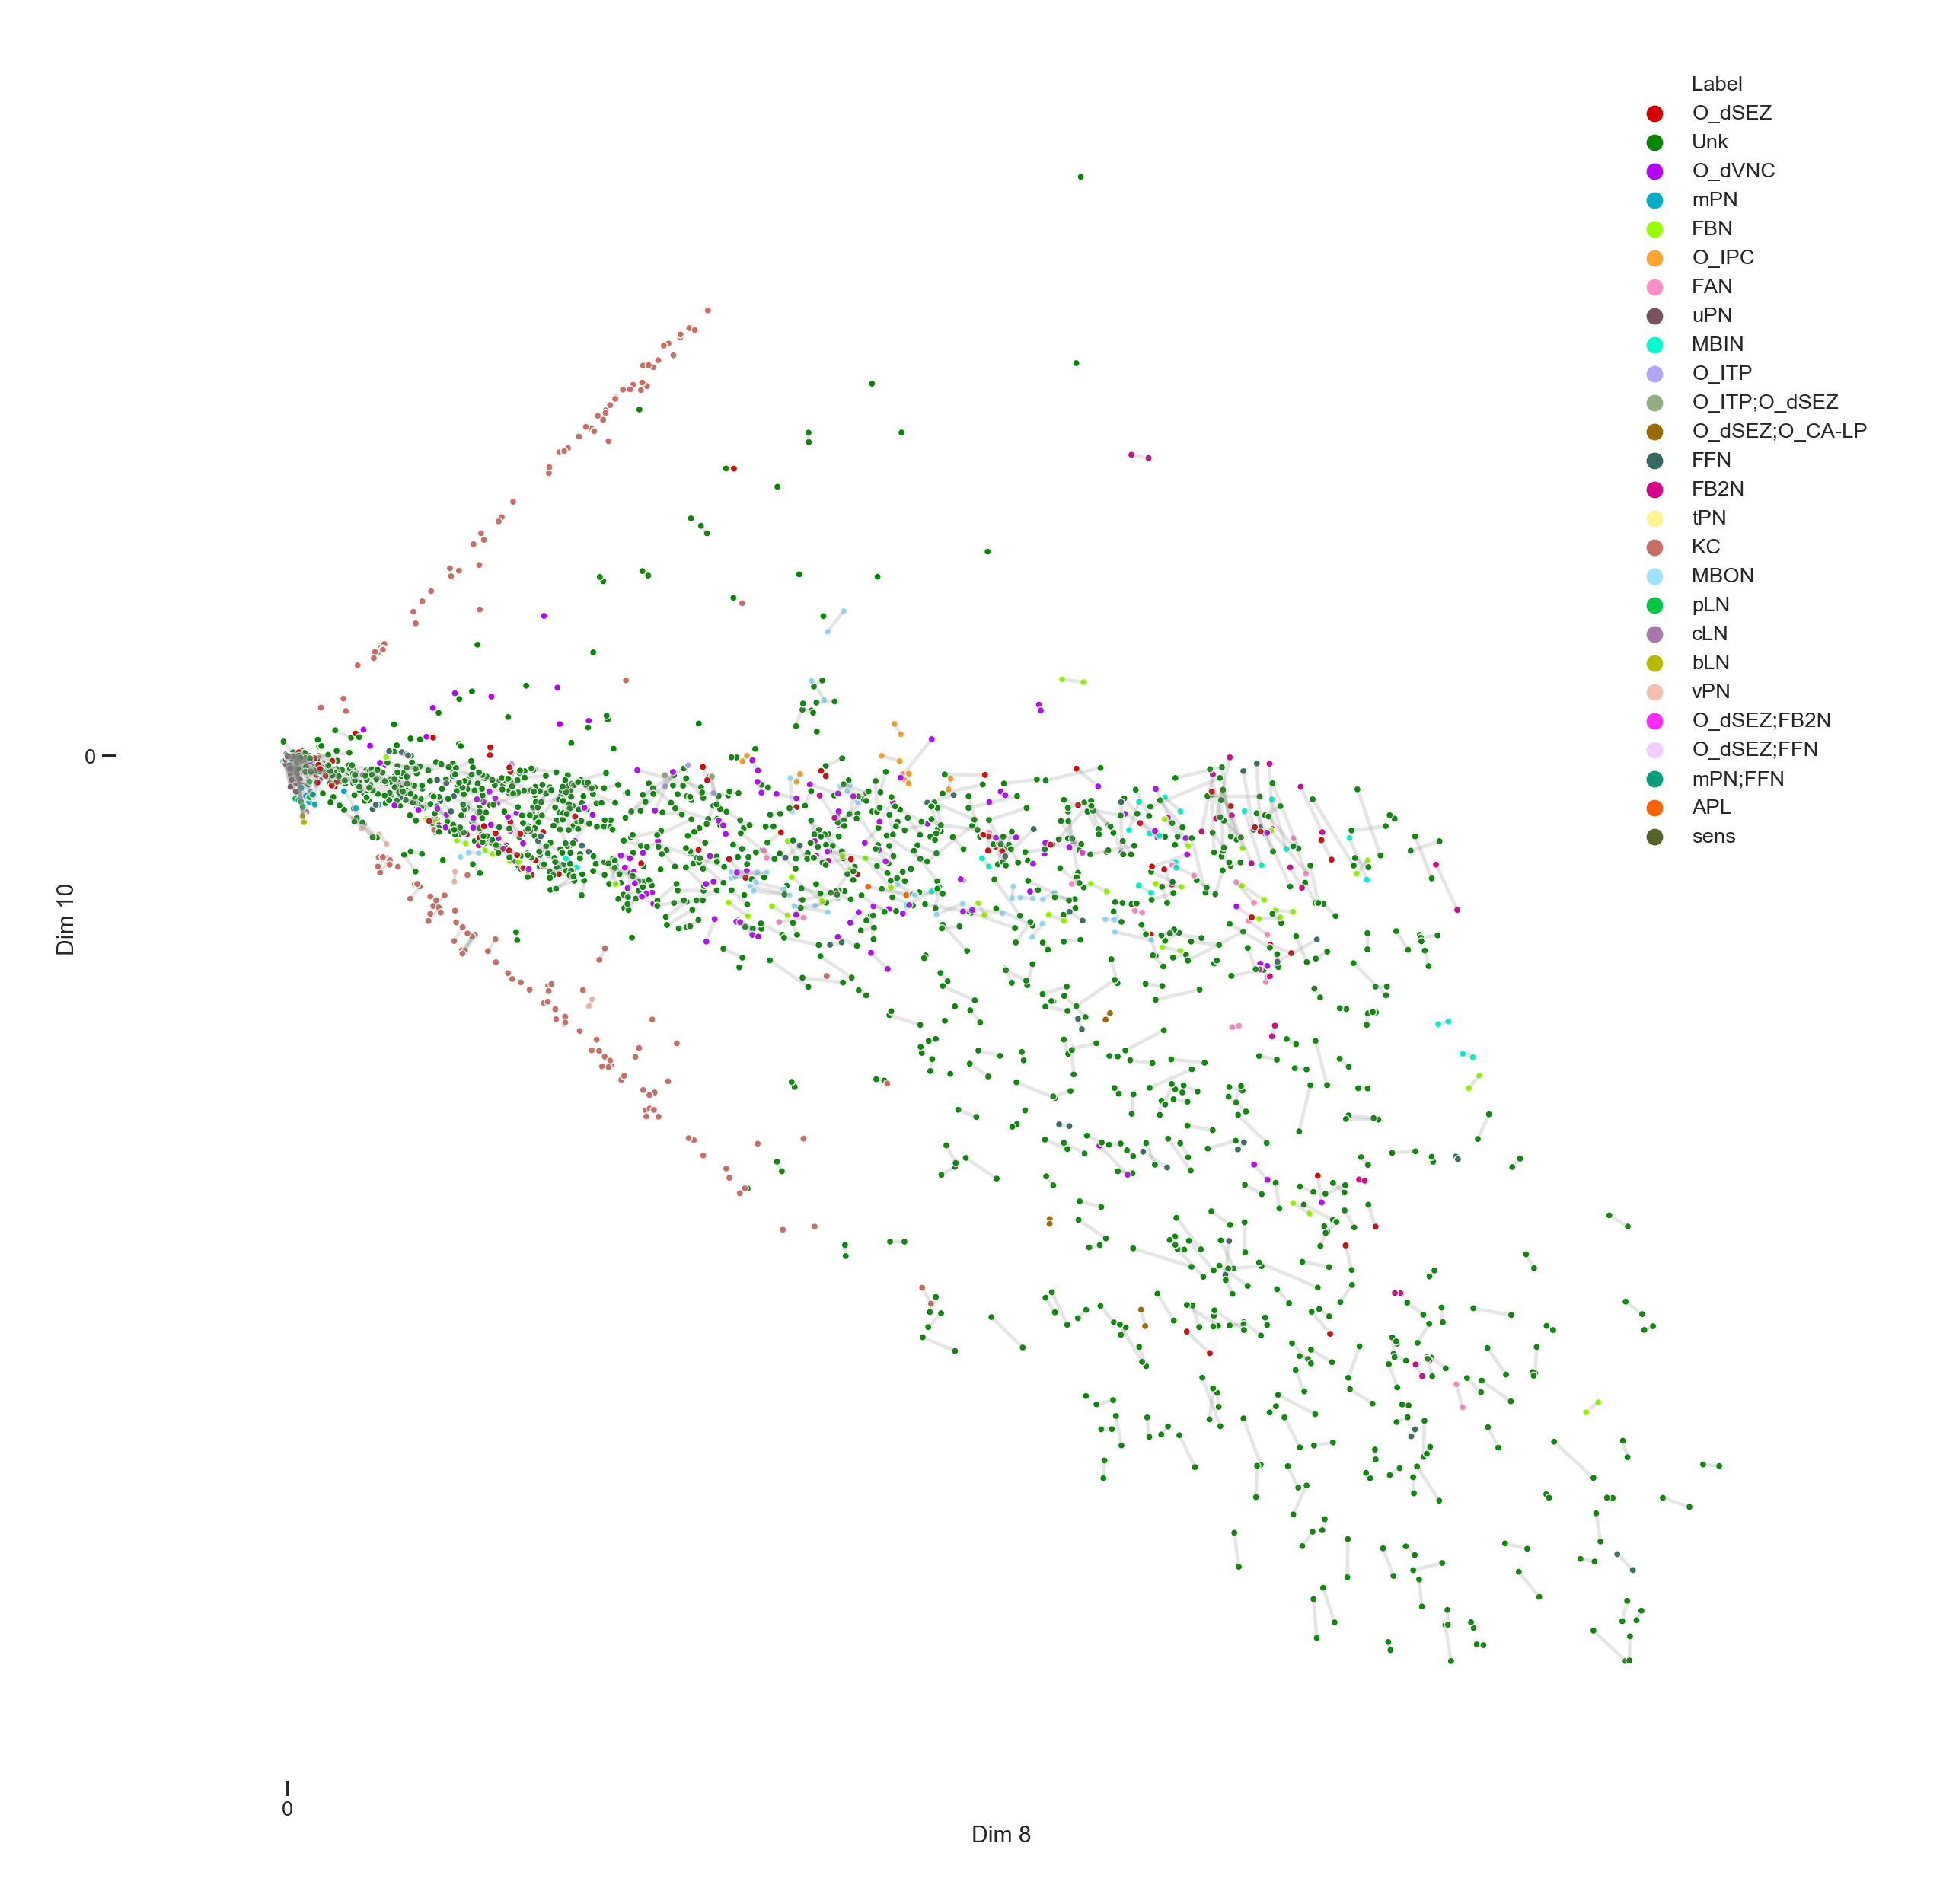 Label
O_dSEZ
Unk
O_dVNC
mPN
FBN
O_IPC
FAN
uPN
MBIN
O_ITP
O_ITP;O_dSEZ
O_dSEZ;O_CA-LP
FFN
FB2N
tPN
KC
MBON
pLN
cLN
bLN
vPN
O_dSEZ;FB2N
O_dSEZ;FFN
mPN;FFN
APL
sens
0
Dim 10
0
Dim 8